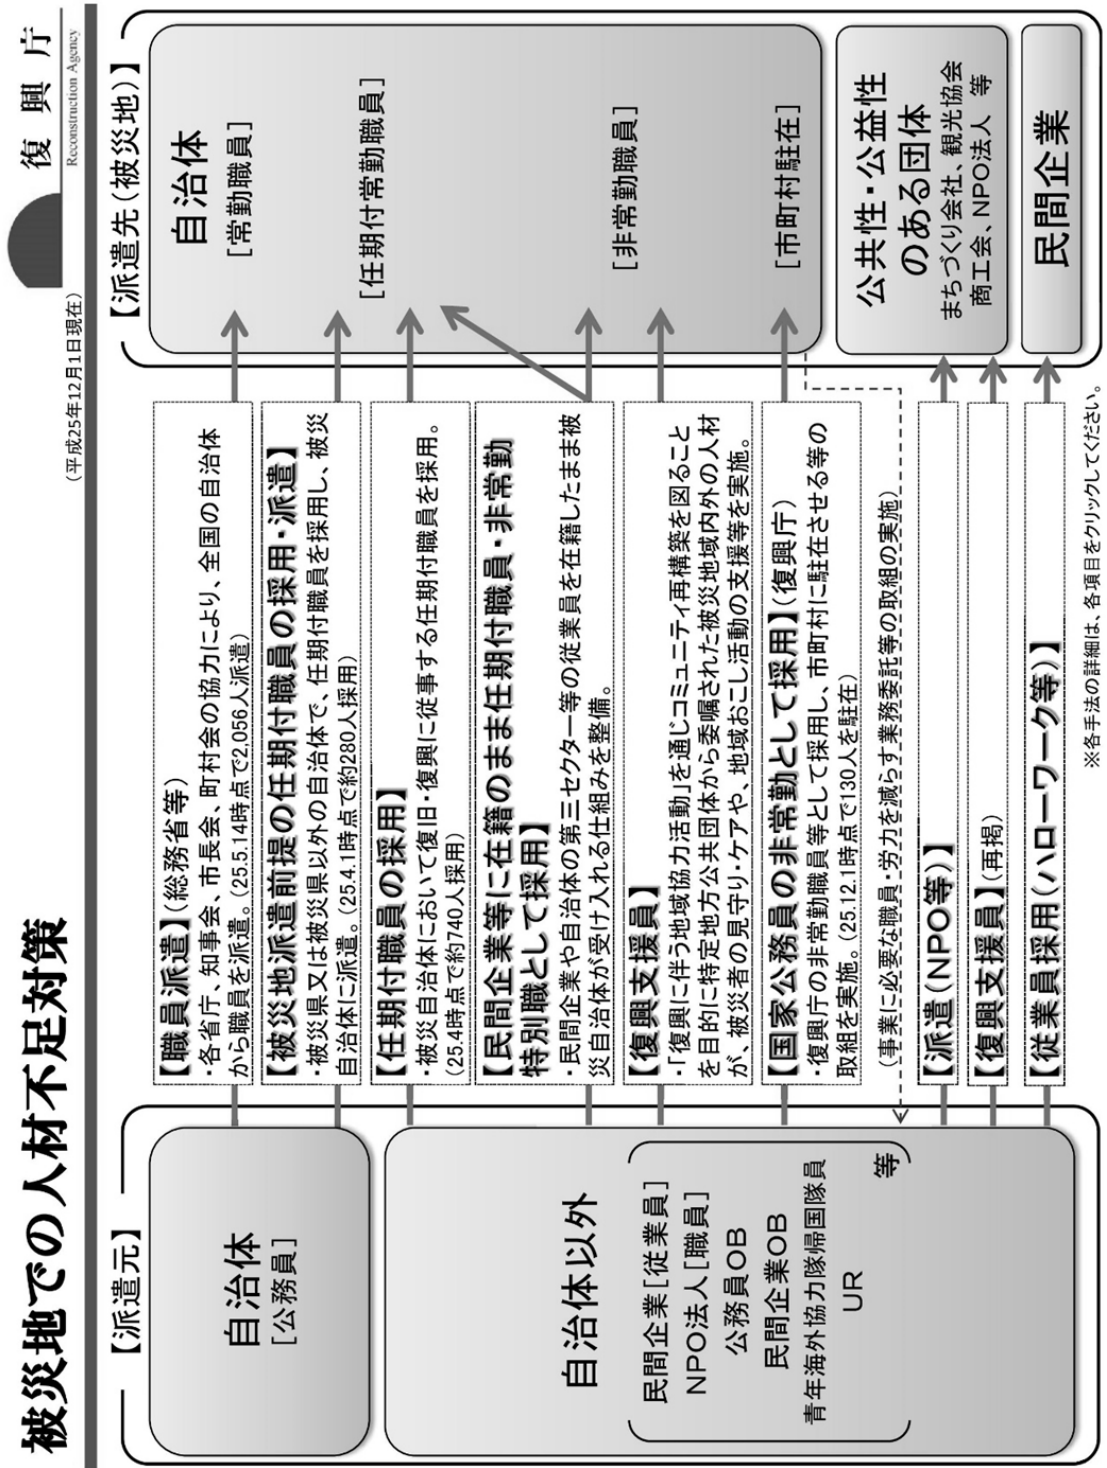 被災地での人材不足対策
復興庁
Reconstruction Agency
(平成25年12月1日現在)
【派遣元】
自治体
[公務員]
自治体以外
民間企業[従業員]
NPO法人[職員]
公務員OB
民間企業OB
青年海外協力隊帰国隊員
UR
等
【職員派遣】(総務省等)
・各省庁、知事会、市長会、町村会の協力により、全国の自治体
から職員を派遣。(25.5.14時点で2,056人派遣)
【被災地派遣前提の任期付職員の採用・派遣】
・被災県又は被災県以外の自治体で、任期付職員を採用し、被災
自治体に派遣。(25.4.1時点で約280人採用)
【任期付職員の採用】
・被災自治体において復旧・復興に従事する任期付職員を採用。
(25.4時点で約740人採用)
【民間企業等に在籍のまま任期付職員・非常勤
特別職として採用】
・民間企業や自治体の第三セクター等の従業員を在籍したまま被
災自治体が受け入れる仕組みを整備。
【復興支援員】
・「復興に伴う地域協力活動」を通じコミュニティ再構築を図ること
を目的に特定地方公共団体から委嘱された被災地域内外の人材
が、被災者の見守り・ケアや、地域おこし活動の支援等を実施。
【国家公務員の非常勤として採用】(復興庁)
・復興庁の非常勤職員等として採用し、市町村に駐在させる等の
取組を実施。(25.12.1時点で130人を駐在)
(事業に必要な職員・労力を減らす業務委託等の取組の実施)
【派遣(NPO等)】
【復興支援員】(再掲)
【従業員採用(ハローワーク等)】
【派遣先(被災地)】
自治体
[常勤職員]
[任期付常勤職員]
[非常勤職員]
[市町村駐在]
公共性・公益性
のある団体
まちづくり会社、観光協会
商工会、NPO法人 等
民間企業
※各手法の詳細は、各項目をクリックしてください。